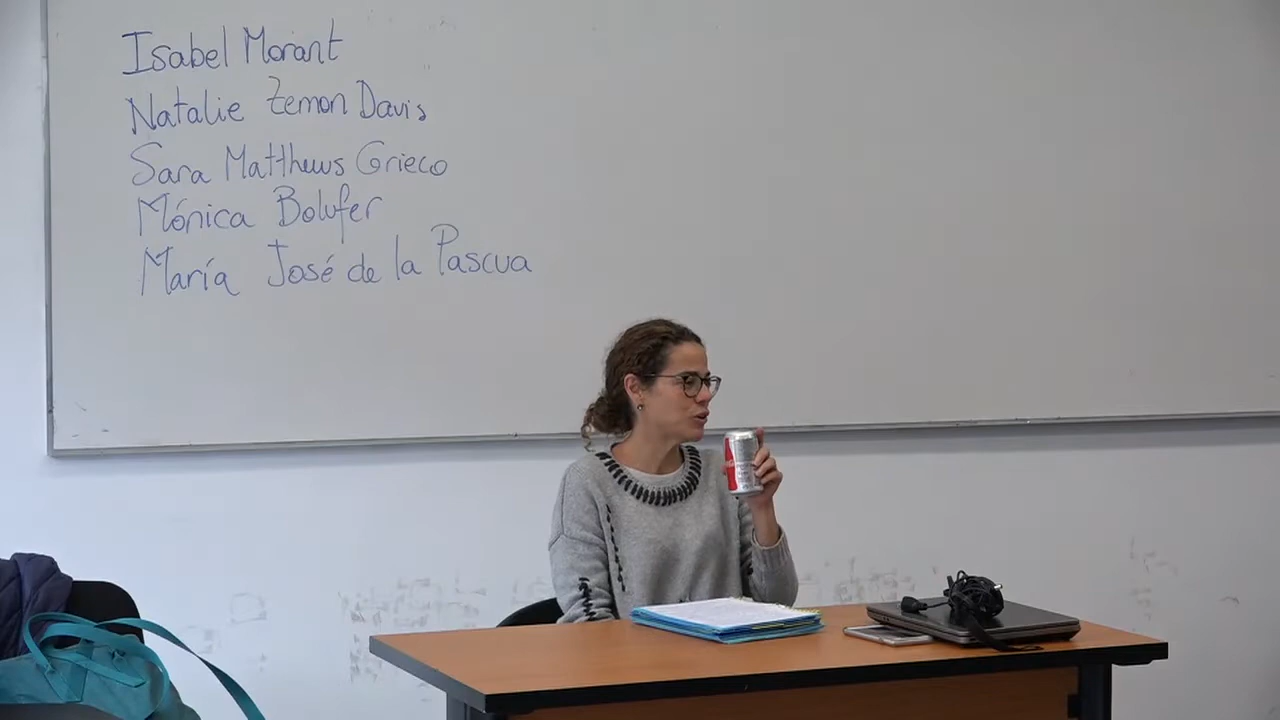 Isabel Morant
Natalie Zemon Davis
Sara Matthews Grieco
Mónica Bolufer
María José de la Pascua